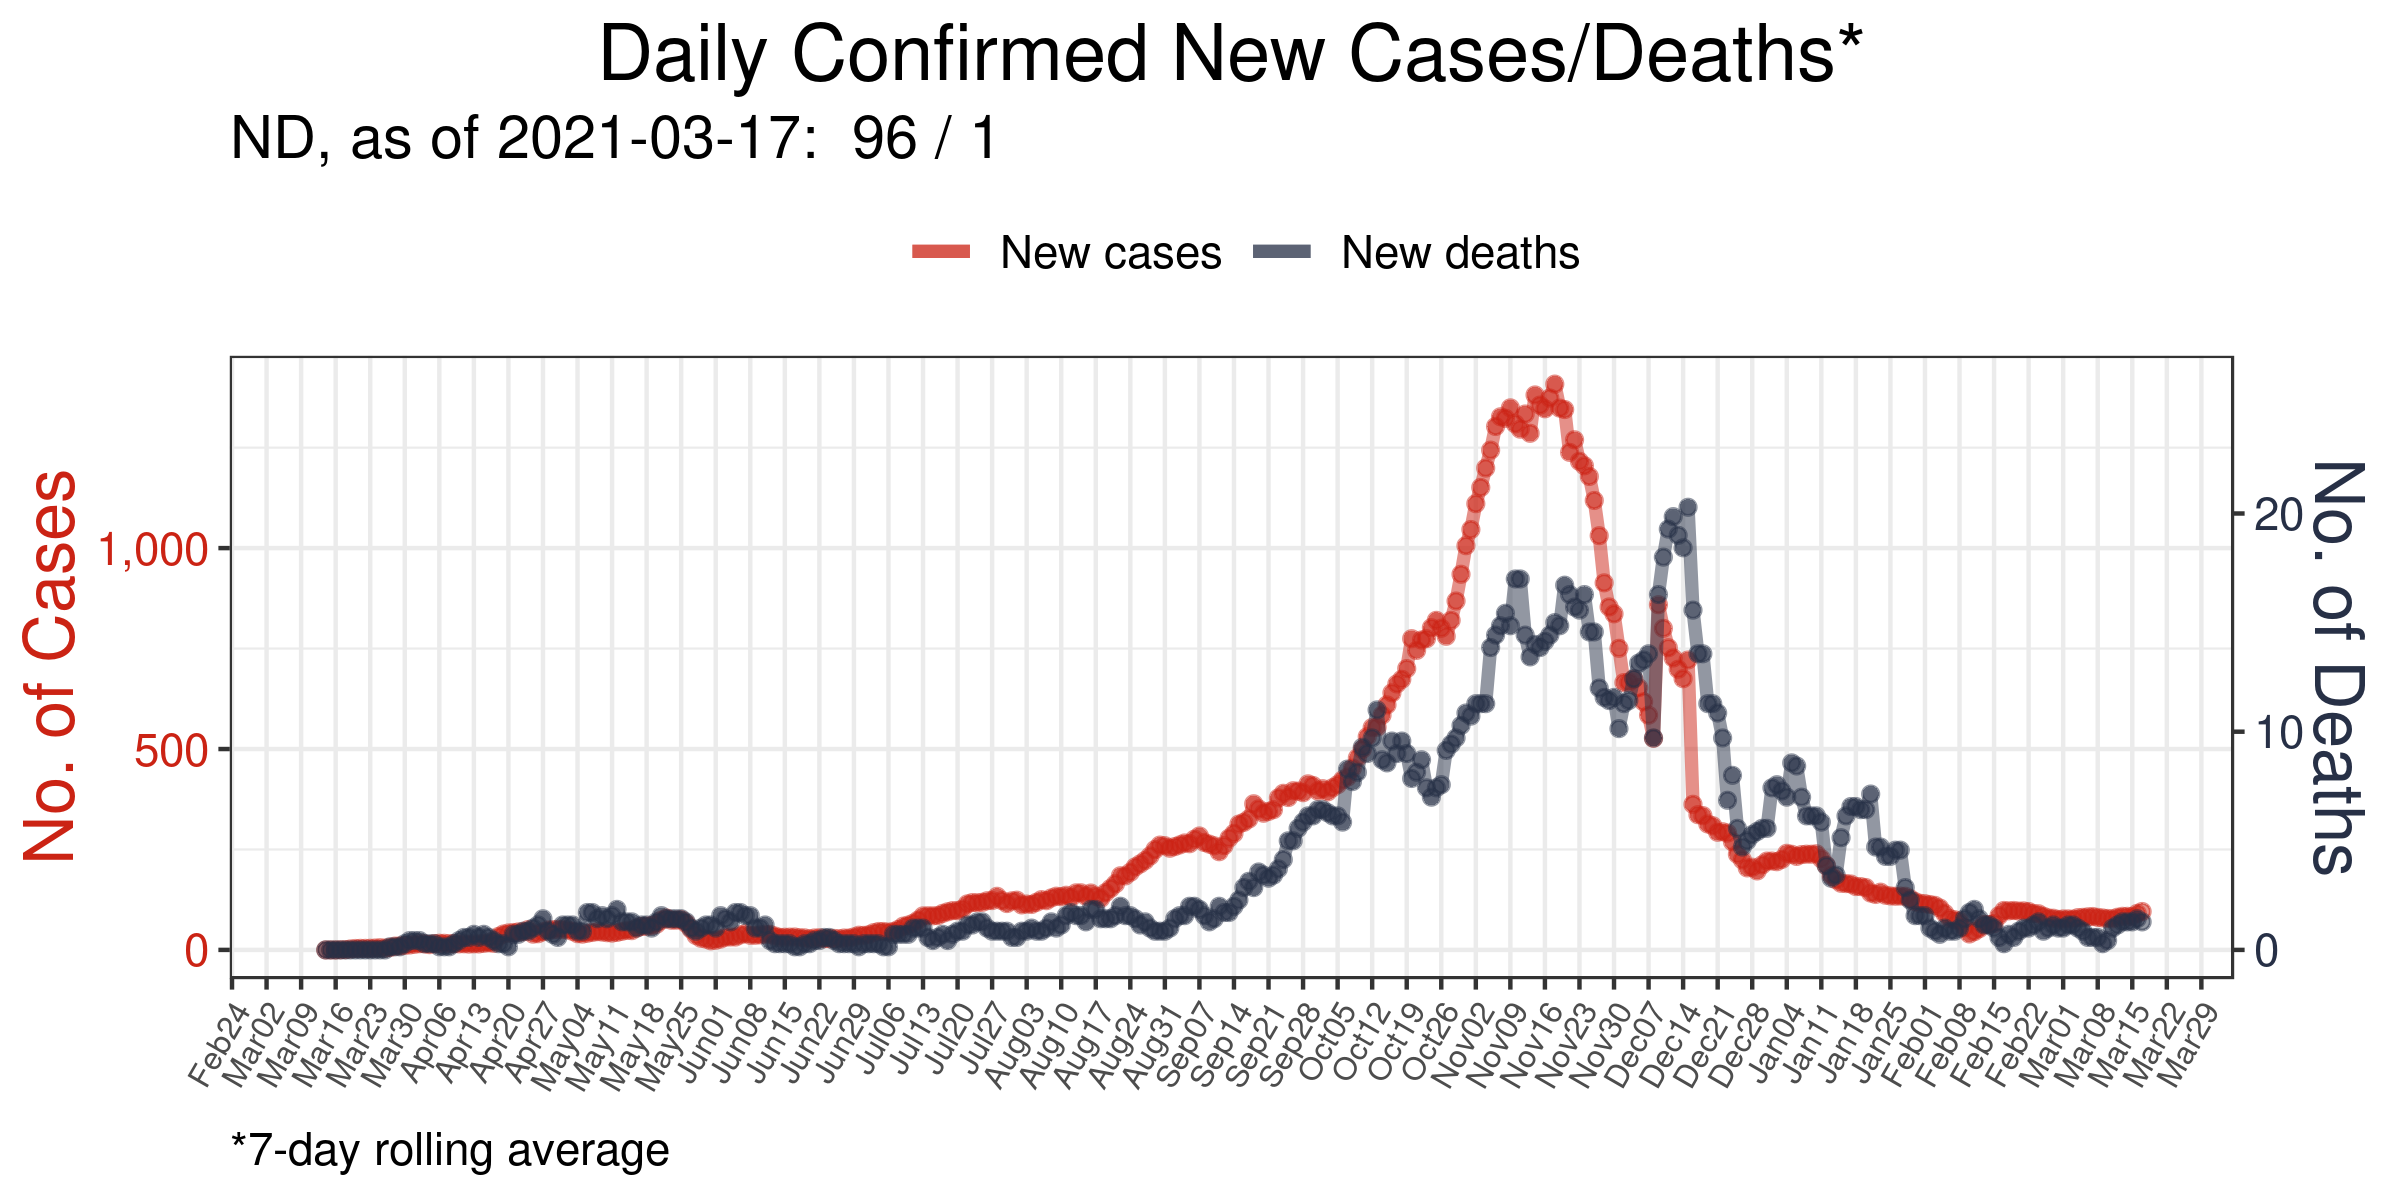 Daily Confirmed New Cases/Deaths*
ND, as of 2021-03-17:  96 / 1
New cases
New deaths
No. of Cases
1,000
500
0
20
10
0
No. of Deaths
Feb24
Mar02
Mar09
Mar16
Mar23
Mar30
Apr06
Apr13
Apr20
Apr27
May04
May11
May18
May25
Jun01
Jun08
Jun15
Jun22
Jun29
Jul06
Jul13
Jul20
Jul27
Aug03
Aug10
Aug17
Aug24
Aug31
Sep07
Sep14
Sep21
Sep28
Oct05
Oct12
Oct19
Oct26
Nov02
Nov09
Nov16
Nov23
Nov30
Dec07
Dec14
Dec21
Dec28
Jan04
Jan11
Jan18
Jan25
Feb01
Feb08
Feb15
Feb22
Mar01
Mar08
Mar15
Mar22
Mar29
*7-day rolling average